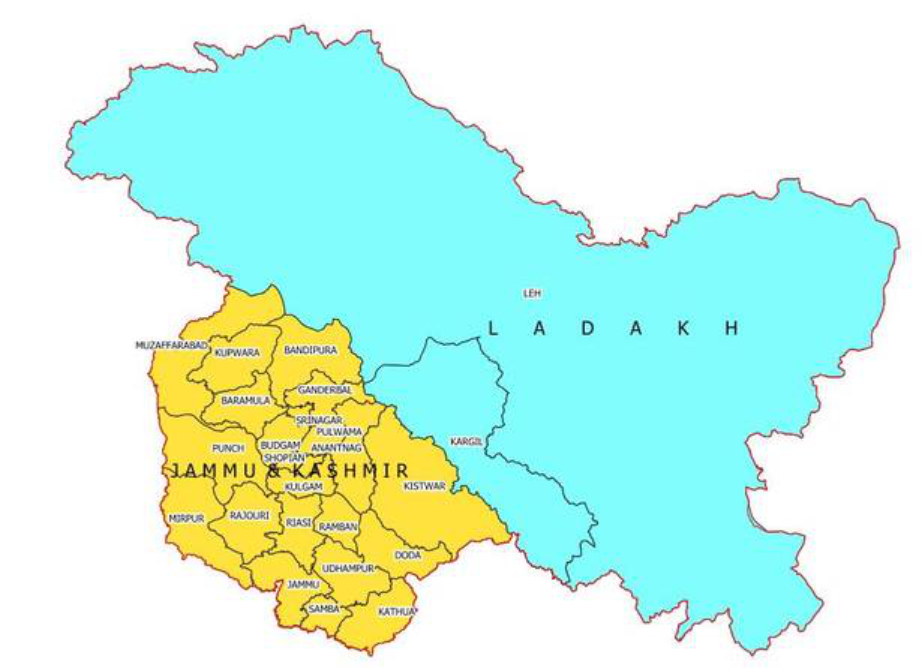 LEH
L A D A K H
MUZAFFARABAD
KUPWARA
BANDIPURA
GANDERBAL
BARAMULA
SRINAGAR
PULWAMA
PUNCH
BUDGAM
ANANTNAG
SHOPIAN
KARGIL
JAMMU & KASHMIR
KULGAM
KISTWAR
MIRPUR
RAJOURI
RIASI
RAMBAN
DODA
UDHAMPUR
JAMMU
SAMBA
KATHUA